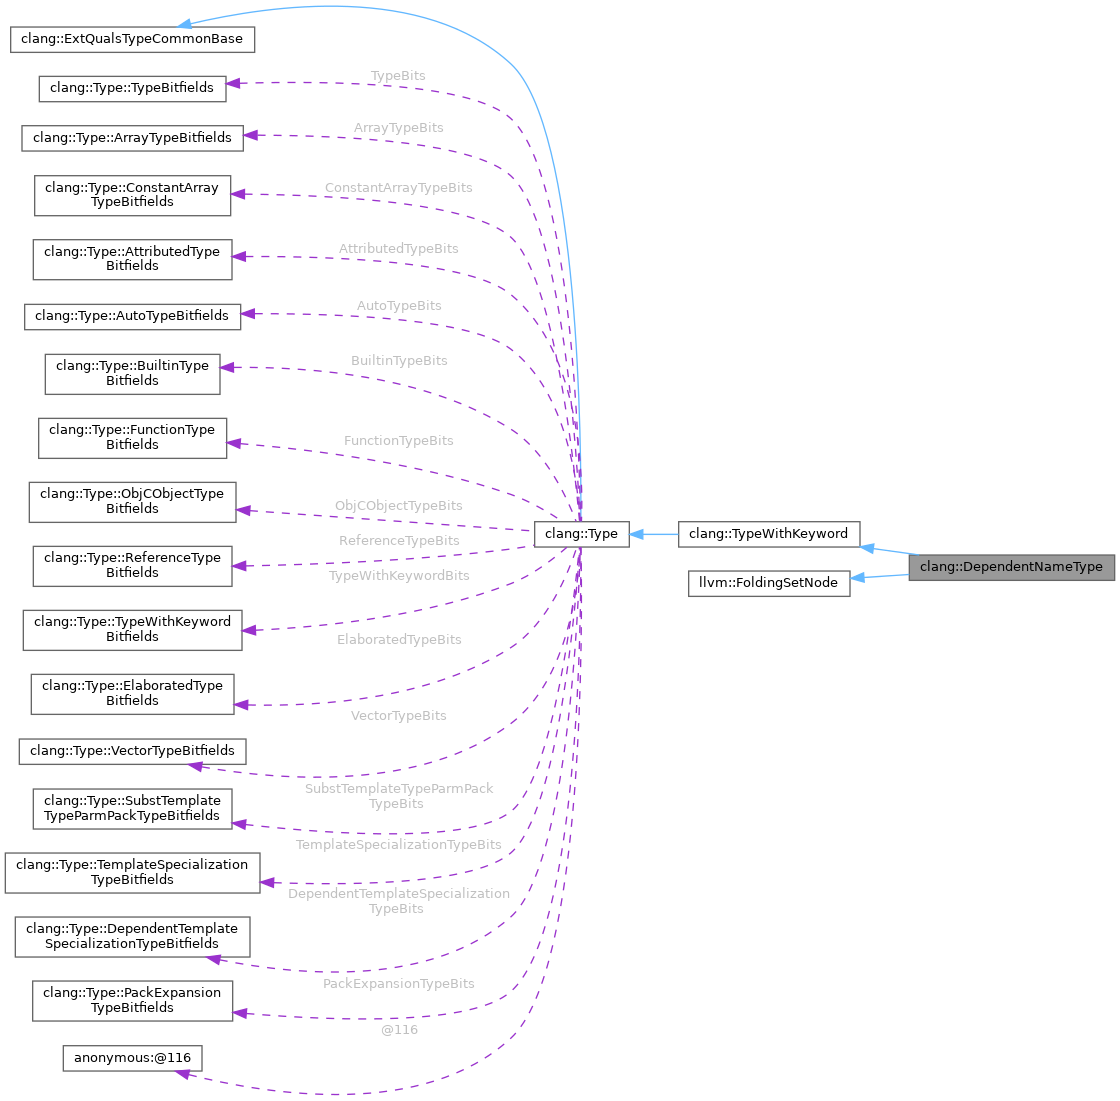 clang::ExtQualsTypeCommonBase
clang::Type::TypeBitfields
TypeBits
clang::Type::ArrayTypeBitfields
ArrayTypeBits
clang::Type::ConstantArray
TypeBitfields
ConstantArrayTypeBits
clang::Type::AttributedType
Bitfields
AttributedTypeBits
clang::Type::AutoTypeBitfields
AutoTypeBits
clang::Type::BuiltinType
Bitfields
BuiltinTypeBits
clang::Type::FunctionType
Bitfields
FunctionTypeBits
clang::Type::ObjCObjectType
Bitfields
ObjCObjectTypeBits
clang::Type::ReferenceType
Bitfields
ReferenceTypeBits
clang::Type::TypeWithKeyword
Bitfields
TypeWithKeywordBits
clang::Type::ElaboratedType
Bitfields
ElaboratedTypeBits
clang::Type::VectorTypeBitfields
VectorTypeBits
clang::Type::SubstTemplate
TypeParmPackTypeBitfields
SubstTemplateTypeParmPack
TypeBits
clang::Type::TemplateSpecialization
TypeBitfields
TemplateSpecializationTypeBits
clang::Type::DependentTemplate
SpecializationTypeBitfields
DependentTemplateSpecialization
TypeBits
clang::Type::PackExpansion
TypeBitfields
PackExpansionTypeBits
anonymous:@116
@116
clang::Type
clang::TypeWithKeyword
llvm::FoldingSetNode
clang::DependentNameType